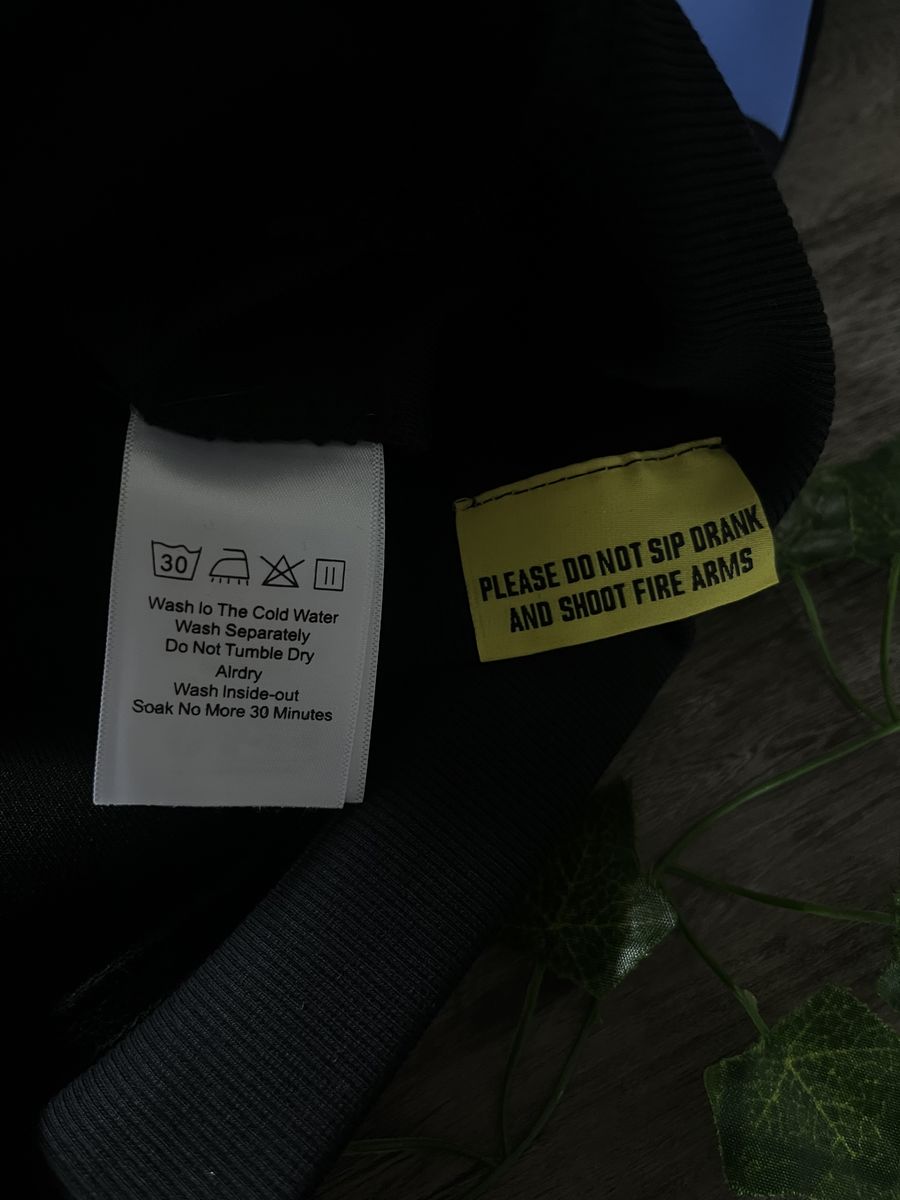 30
Wash Io The Cold Water
Wash Separately
Do Not Tumble Dry
AIrdry
Wash Inside-out
Soak No More 30 Minutes
PLEASE DO NOT SIP DRANK
AND SHOOT FIRE ARMS